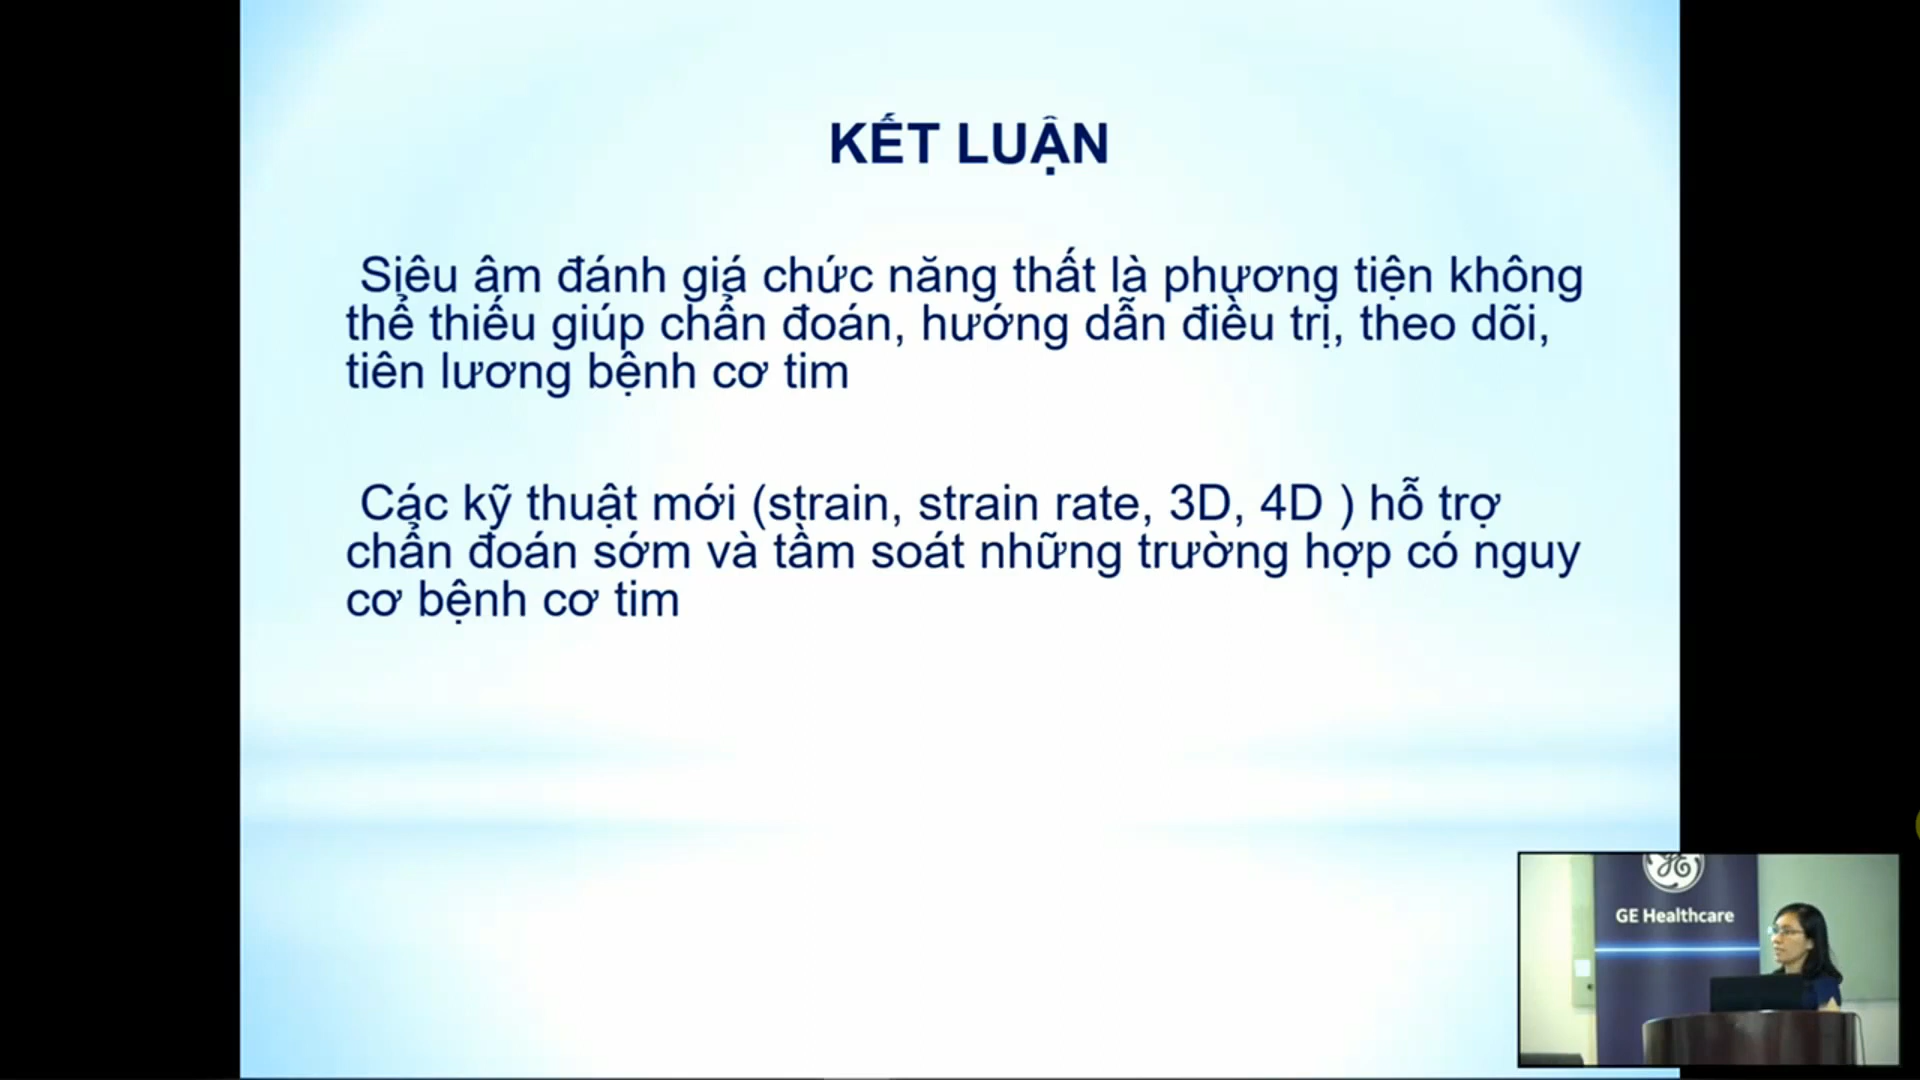 KẾT LUẬN
Siêu âm đánh giá chức năng thất là phương tiện không
thể thiếu giúp chẩn đoán, hướng dẫn điều trị, theo dõi,
tiên lương bệnh cơ tim
Các kỹ thuật mới (strain, strain rate, 3D, 4D ) hỗ trợ
chẩn đoán sớm và tầm soát những trường hợp có nguy
cơ bệnh cơ tim
GE
GE Healthcare